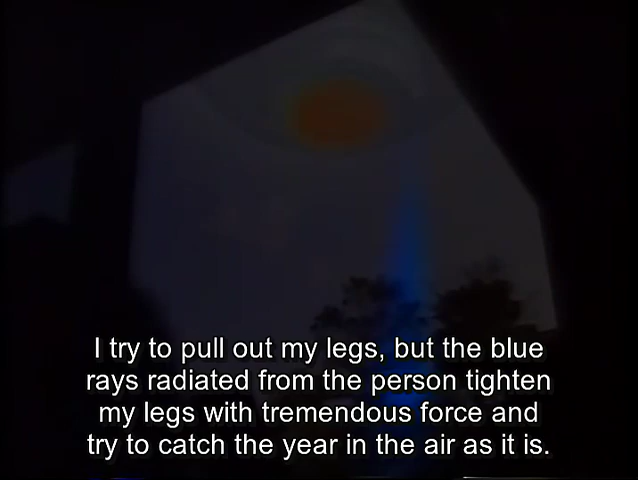 I try to pull out my legs, but the blue
rays radiated from the person tighten
my legs with tremendous force and
try to catch the year in the air as it is.